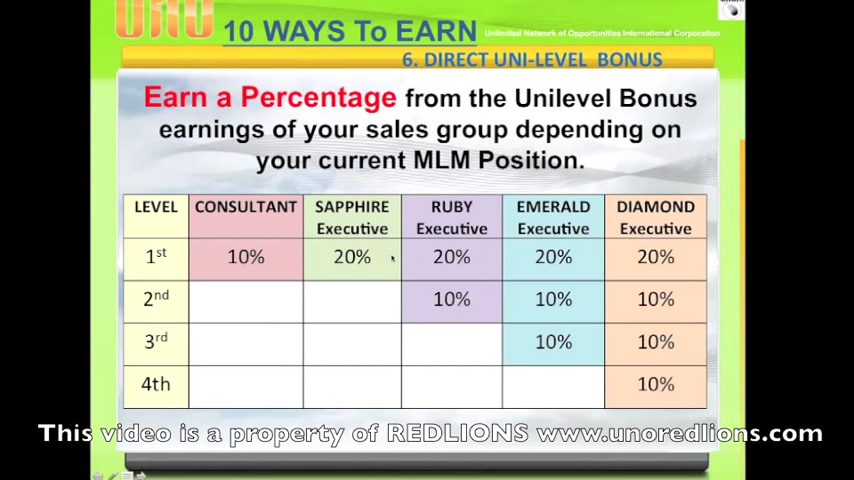 UNO
10 WAYS To EARN
Unlimited Network of Opportunities International Corporation
6. DIRECT UNI-LEVEL BONUS
Earn a Percentage from the Unilevel Bonus
earnings of your sales group depending on
your current MLM Position.
LEVEL CONSULTANT SAPPHIRE Executive RUBY Executive EMERALD Executive DIAMOND Executive
1st 10% 20% 20% 20% 20%
2nd 10% 10% 10%
3rd 10% 10%
4th 10%
This video is a property of REDLIONS www.unoredlions.com